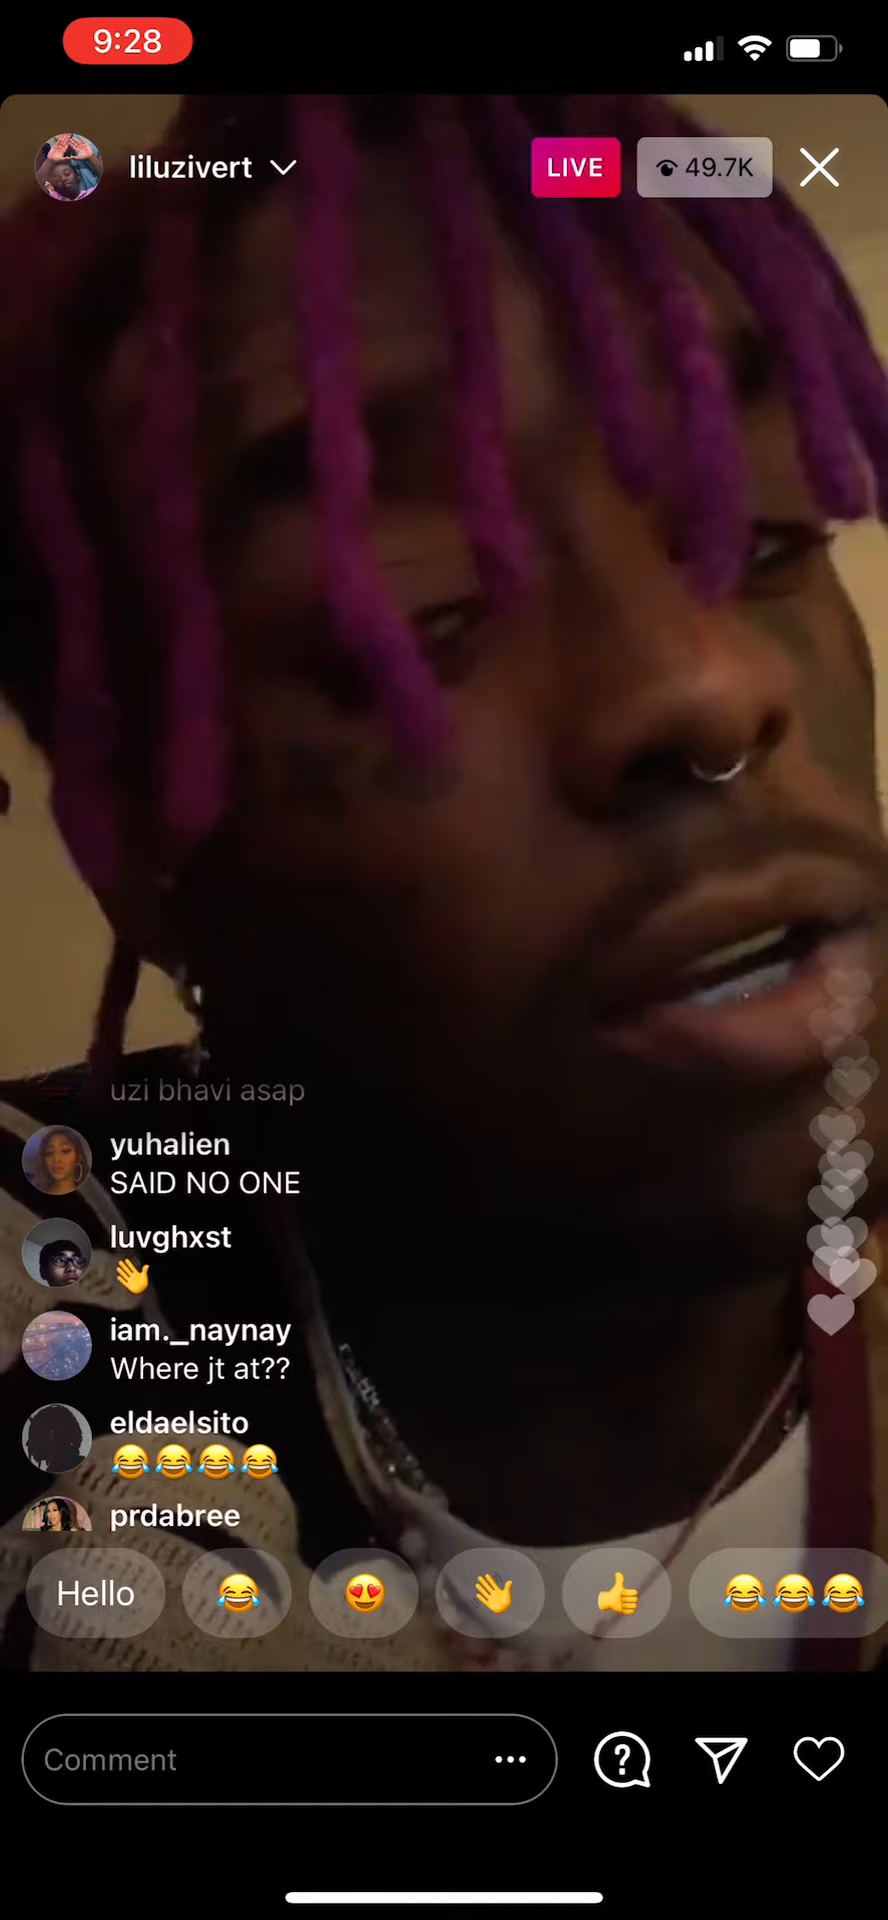 9:28
liluzivert
LIVE
49.7K
uzi bhavi asap
yuhalien
SAID NO ONE
luvghxst
👋
iam._naynay
Where jt at??
eldaelsito
😂😂😂😂
prdabree
Hello 😂 😍 👋 👍 😂😂😂
Comment